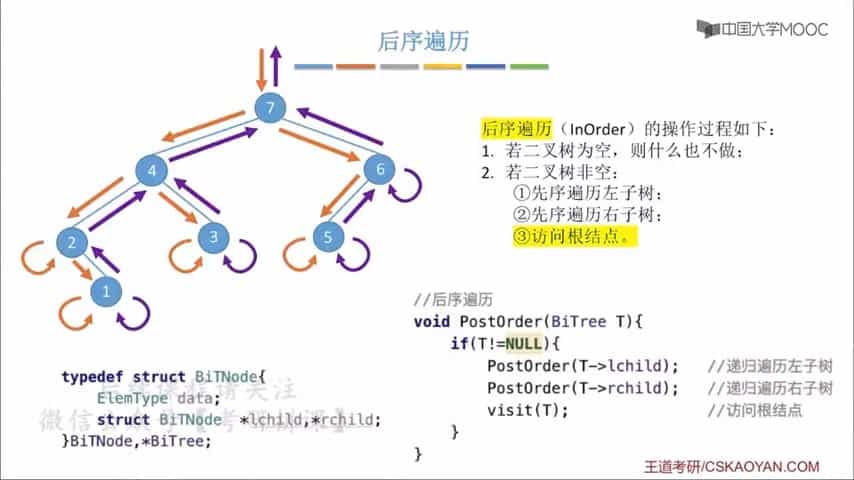 后序遍历
中国大学MOOC
7
4
6
2
3
5
1
后序遍历（InOrder）的操作过程如下：
1. 若二叉树为空，则什么也不做；
2. 若二叉树非空：
①先序遍历左子树；
②先序遍历右子树；
③访问根结点。
//后序遍历
void PostOrder(BiTree T){
if(T!=NULL){
PostOrder(T->lchild); //递归遍历左子树
PostOrder(T->rchild); //递归遍历右子树
visit(T); //访问根结点
}
}
typedef struct BiTNode{
ElemType data;
struct BiTNode *lchild,*rchild;
}BiTNode,*BiTree;
王道考研/CSKAOYAN.COM